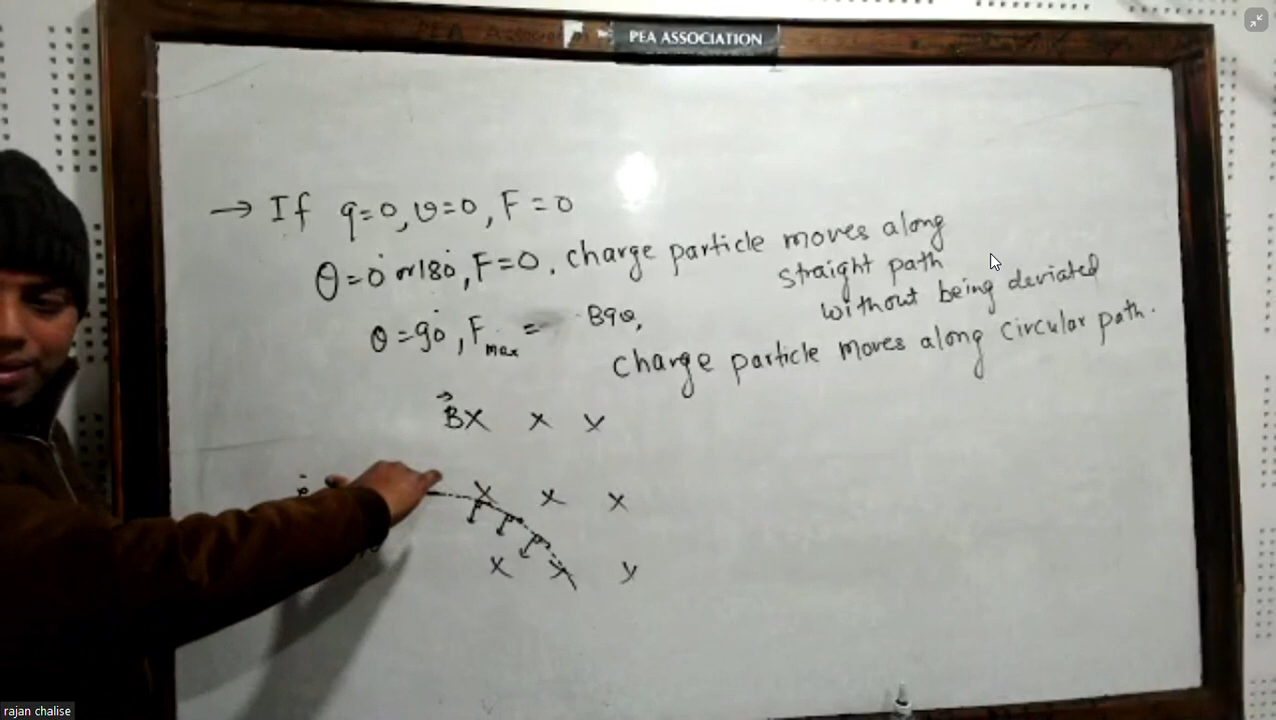 PEA ASSOCIATION
→ If q=0, v=0, F=0
θ=0° or 180°, F=0. charge particle moves along
straight path
without being deviated
θ=90°, Fmax = Bqv,
charge particle moves along circular path.
B⃗ X X X
e⁻ X X X
X X X
rajan chalise